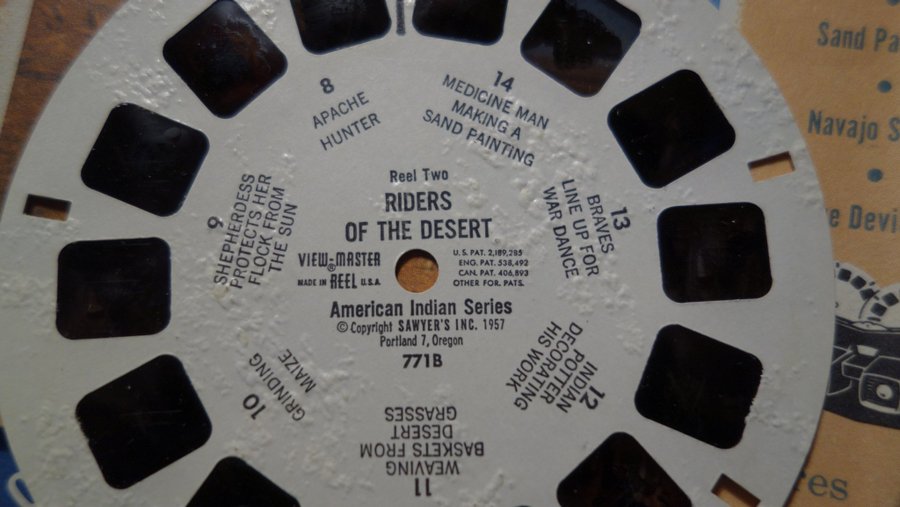 8
APACHE
HUNTER
14
MEDICINE MAN
MAKING A
SAND PAINTING
Reel Two
RIDERS
OF THE DESERT
VIEW-MASTER
®
MADE IN REEL U.S.A.
U.S. PAT. 2,189,285
ENG. PAT. 538,492
CAN. PAT. 406,893
OTHER FOR. PATS.
American Indian Series
© Copyright SAWYER'S INC. 1957
Portland 7, Oregon
771B
13
BRAVES
LINE UP FOR
WAR DANCE
12
INDIAN
POTTER
DECORATING
HIS WORK
11
WEAVING
BASKETS FROM
DESERT
GRASSES
10
GRINDING
MAIZE
9
SHEPHERDESS
PROTECTS HER
FLOCK FROM
THE SUN
Sand Pa
Navajo S
e Devi
res